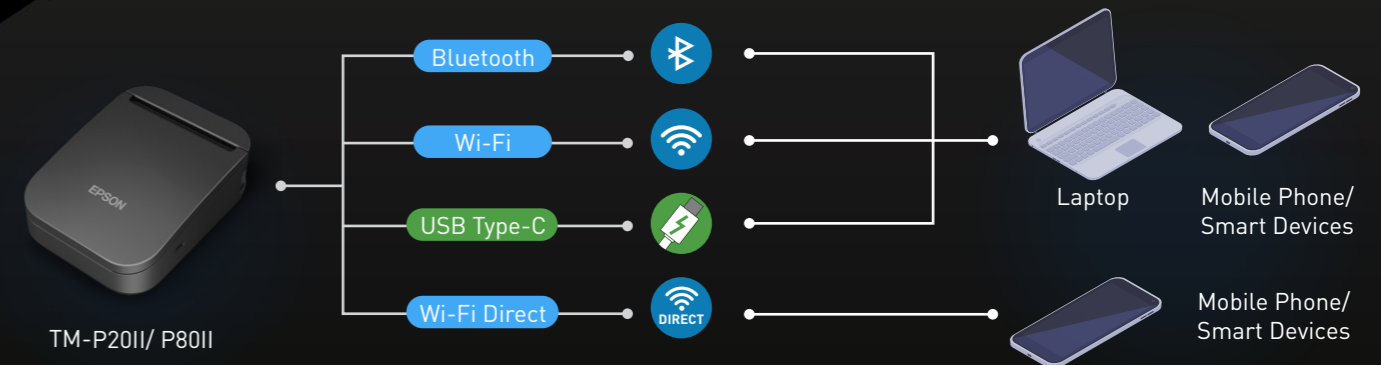 Bluetooth
Wi-Fi
USB Type-C
Wi-Fi Direct
DIRECT
EPSON
TM-P20II/ P80II
Laptop
Mobile Phone/
Smart Devices
Mobile Phone/
Smart Devices